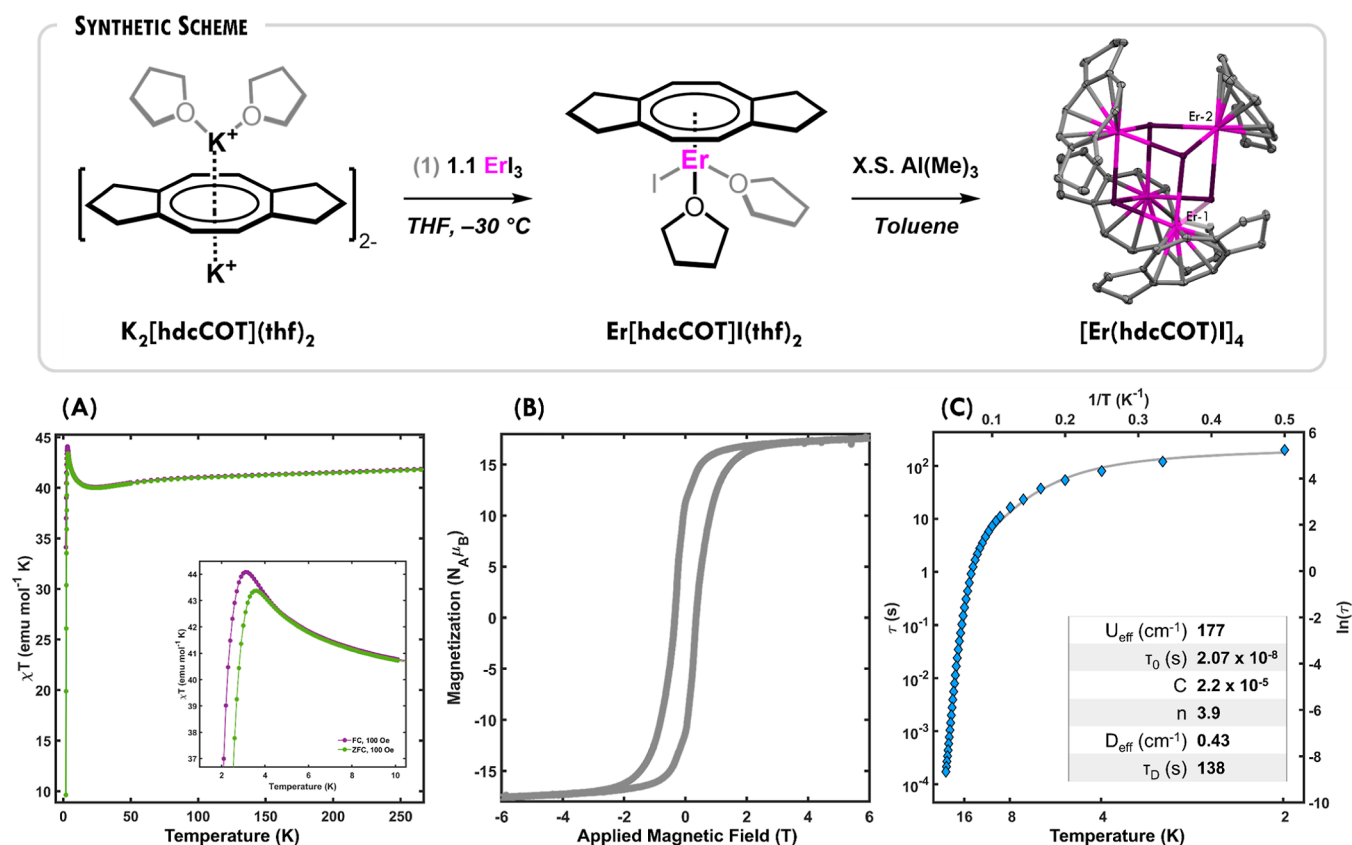 SYNTHETIC SCHEME
O O
K+
[ ]2-
K+
K2[hdcCOT](thf)2
(1) 1.1 ErI3
THF, –30 °C
Er
I O
O
Er[hdcCOT]I(thf)2
X.S. Al(Me)3
Toluene
Er-2
Er-1
[Er(hdcCOT)I]4
(A)
45
40
35
30
25
20
15
10
χT (emu mol-1 K)
0 50 100 150 200 250
Temperature (K)
44
43
42
41
40
39
38
37
χT (emu mol-1 K)
FC, 100 Oe
ZFC, 100 Oe
2 4 6 8 10
Temperature (K)
(B)
15
10
5
0
-5
-10
-15
Magnetization (NAμB)
-6 -4 -2 0 2 4 6
Applied Magnetic Field (T)
(C)
1/T (K-1)
0.1 0.2 0.3 0.4 0.5
102
10
1
10-1
10-2
10-3
10-4
τ (s)
6
4
2
0
-2
-4
-6
-8
-10
ln(τ)
Ueff (cm-1) 177
τ0 (s) 2.07 x 10-8
C 2.2 x 10-5
n 3.9
Deff (cm-1) 0.43
τD (s) 138
16 8 4 2
Temperature (K)